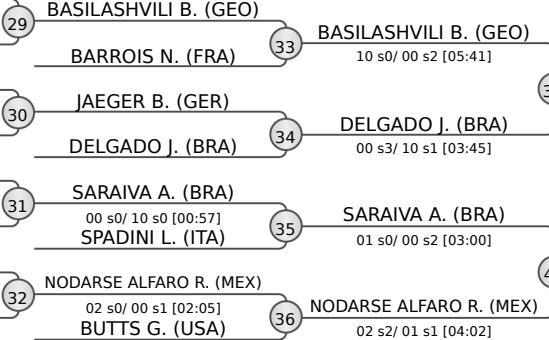 29
BASILASHVILI B. (GEO)
BARROIS N. (FRA)
33
BASILASHVILI B. (GEO)
10 s0/ 00 s2 [05:41]
30
JAEGER B. (GER)
DELGADO J. (BRA)
34
DELGADO J. (BRA)
00 s3/ 10 s1 [03:45]
31
SARAIVA A. (BRA)
00 s0/ 10 s0 [00:57]
SPADINI L. (ITA)
35
SARAIVA A. (BRA)
01 s0/ 00 s2 [03:00]
32
NODARSE ALFARO R. (MEX)
02 s0/ 00 s1 [02:05]
BUTTS G. (USA)
36
NODARSE ALFARO R. (MEX)
02 s2/ 01 s1 [04:02]